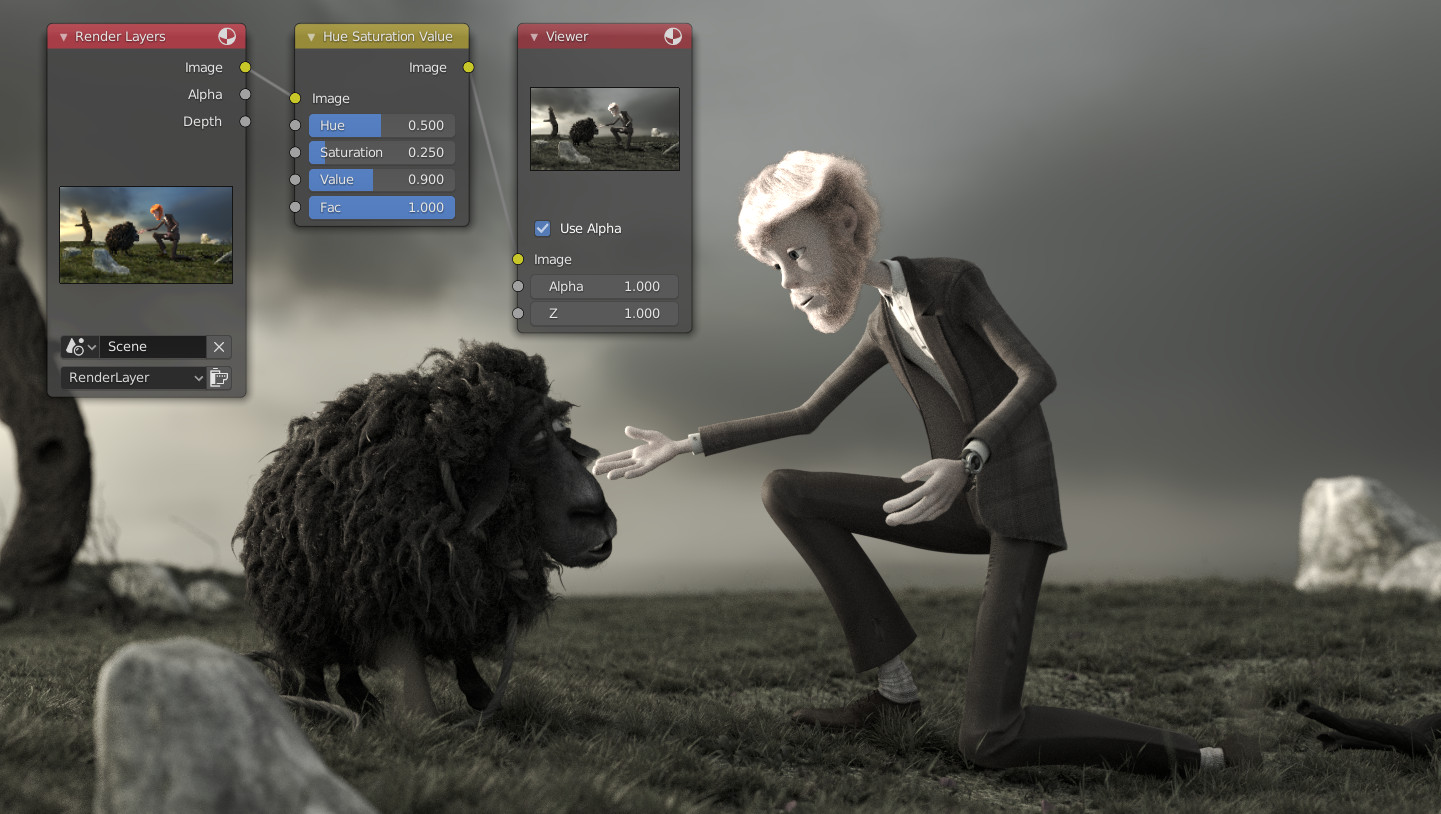 Render Layers
Image
Alpha
Depth
Scene
RenderLayer
Hue Saturation Value
Image
Image
Hue 0.500
Saturation 0.250
Value 0.900
Fac 1.000
Viewer
Use Alpha
Image
Alpha 1.000
Z 1.000